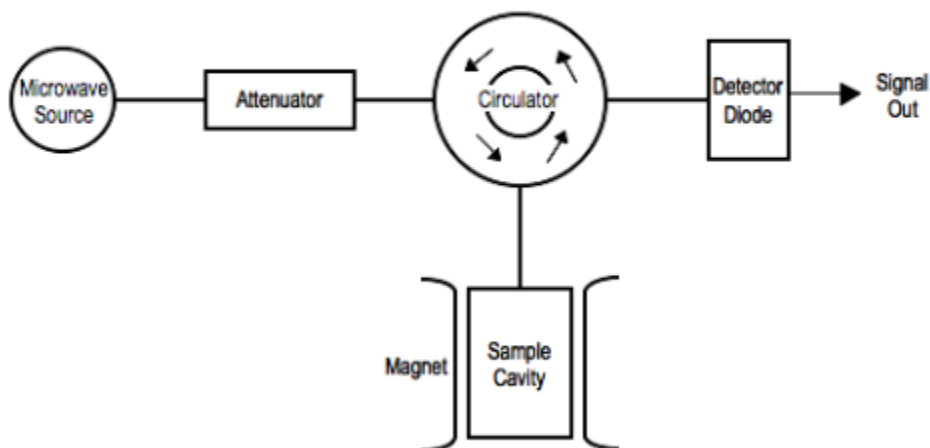 Microwave
Source
Attenuator
Circulator
Detector
Diode
Signal
Out
Magnet
Sample
Cavity